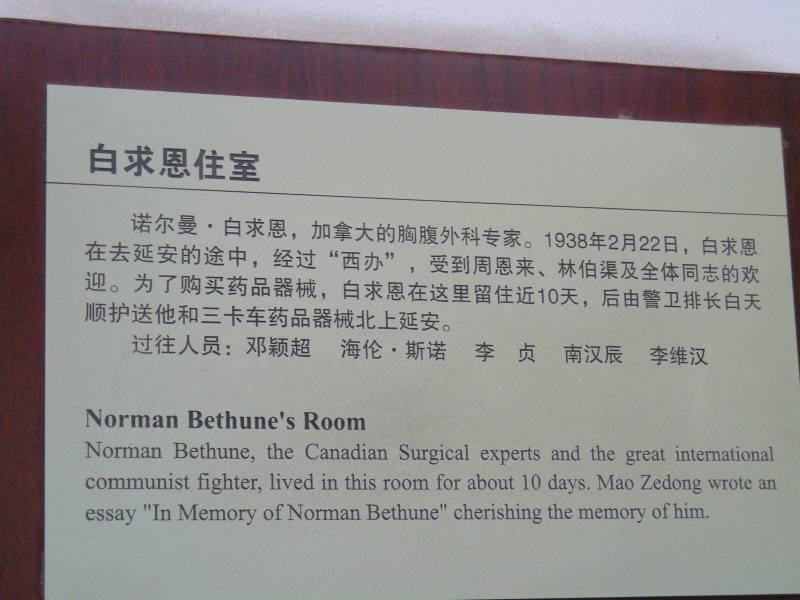 白求恩住室
诺尔曼·白求恩，加拿大的胸腹外科专家。1938年2月22日，白求恩
在去延安的途中，经过“西办”，受到周恩来、林伯渠及全体同志的欢
迎。为了购买药品器械，白求恩在这里留住近10天，后由警卫排长白天
顺护送他和三卡车药品器械北上延安。
过往人员：邓颖超 海伦·斯诺 李 贞 南汉辰 李维汉
Norman Bethune's Room
Norman Bethune, the Canadian Surgical experts and the great international
communist fighter, lived in this room for about 10 days. Mao Zedong wrote an
essay "In Memory of Norman Bethune" cherishing the memory of him.